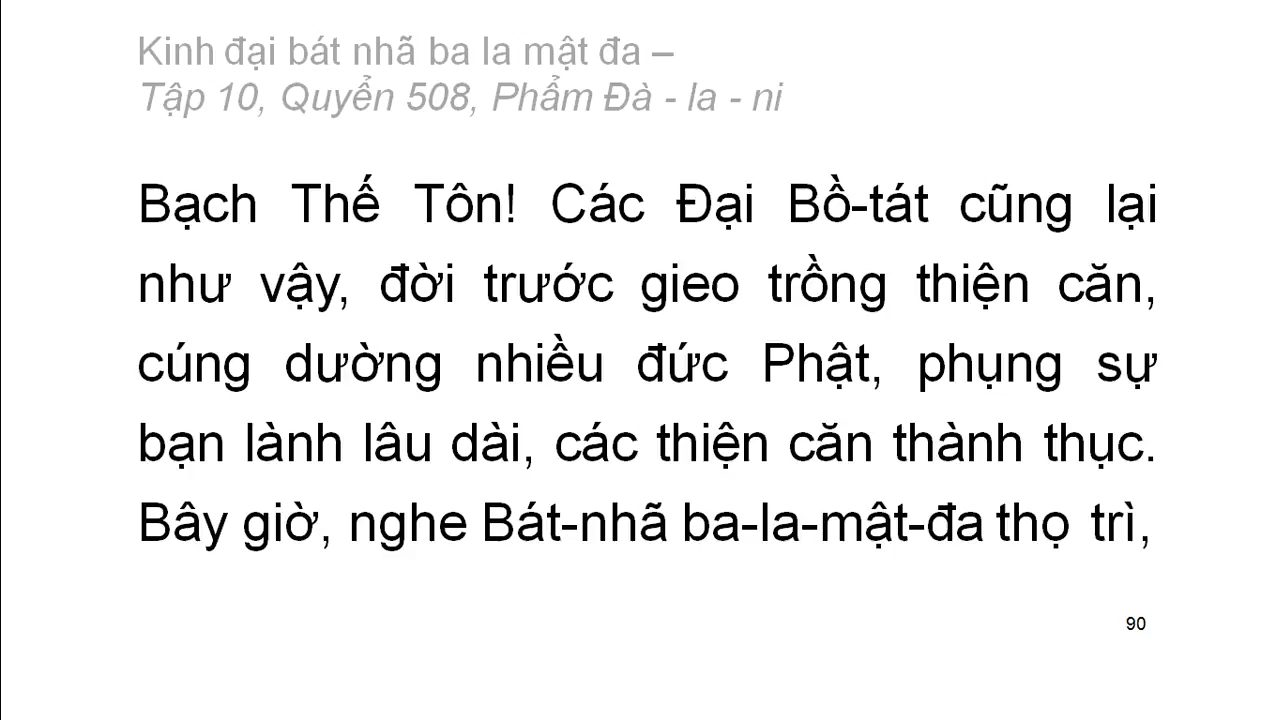 Kinh đại bát nhã ba la mật đa –
Tập 10, Quyển 508, Phẩm Đà - la - ni
Bạch Thế Tôn! Các Đại Bồ-tát cũng lại
như vậy, đời trước gieo trồng thiện căn,
cúng dường nhiều đức Phật, phụng sự
bạn lành lâu dài, các thiện căn thành thục.
Bây giờ, nghe Bát-nhã ba-la-mật-đa thọ trì,
90